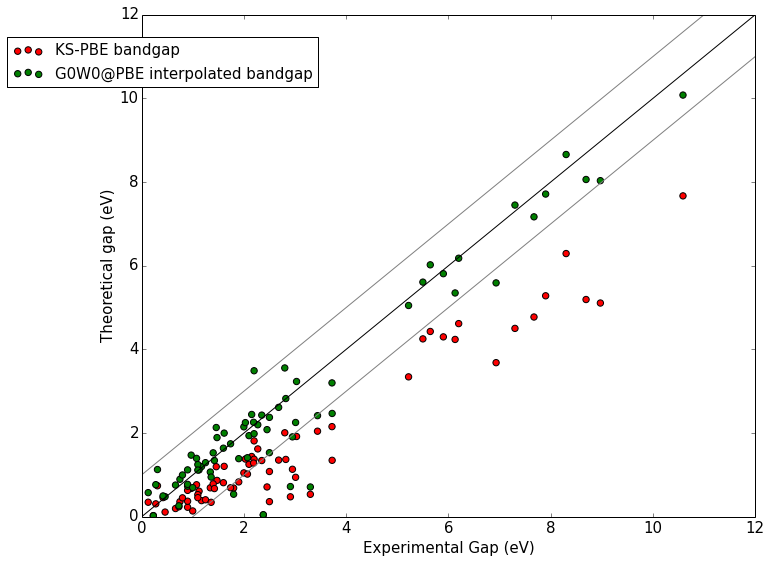 12
KS-PBE bandgap
G0W0@PBE interpolated bandgap
10
8
6
4
2
0
Theoretical gap (eV)
0 2 4 6 8 10 12
Experimental Gap (eV)